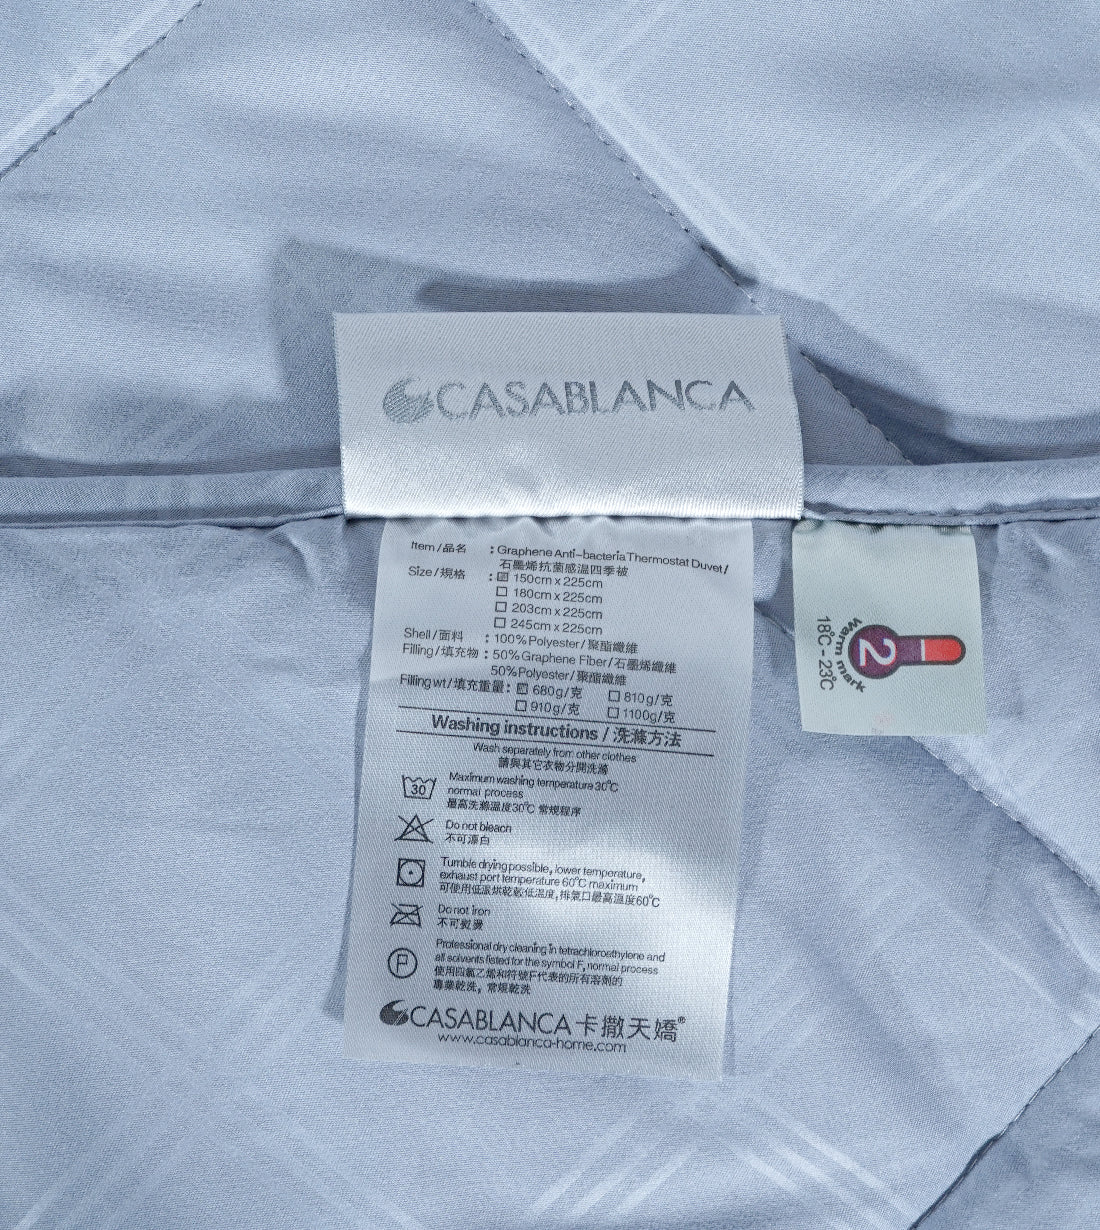 CASABLANCA
Item/品名 : Graphene Anti-bacteria Thermostat Duvet/
石墨烯抗菌感溫四季被
Size/規格 : 150cm x 225cm
180cm x 225cm
203cm x 225cm
245cm x 225cm
Shell/面料 : 100%Polyester/聚酯纖維
Filling/填充物 : 50%Graphene Fiber/石墨烯纖維
50%Polyester/聚酯纖維
Filling wt/填充重量: 680g/克 810g/克
910g/克 1100g/克
Washing instructions / 洗滌方法
Wash separately from other clothes
請與其它衣物分開洗滌
30 Maximum washing temperature 30°C
normal process
最高洗滌溫度30°C 常規程序
Do not bleach
不可漂白
Tumble drying possible, lower temperature,
exhaust port temperature 60°C maximum
可使用低溫烘乾乾低溫度,排氣口最高溫度60°C
Do not iron
不可熨燙
Professional dry cleaning in tetrachloroethylene and
P all solvents listed for the symbol F, normal process
使用四氯乙烯和符號F代表的所有溶劑的
專業乾洗，常規乾洗
CASABLANCA 卡撒天嬌®
www.casablanca-home.com
2
Warm mark
18°C - 23°C